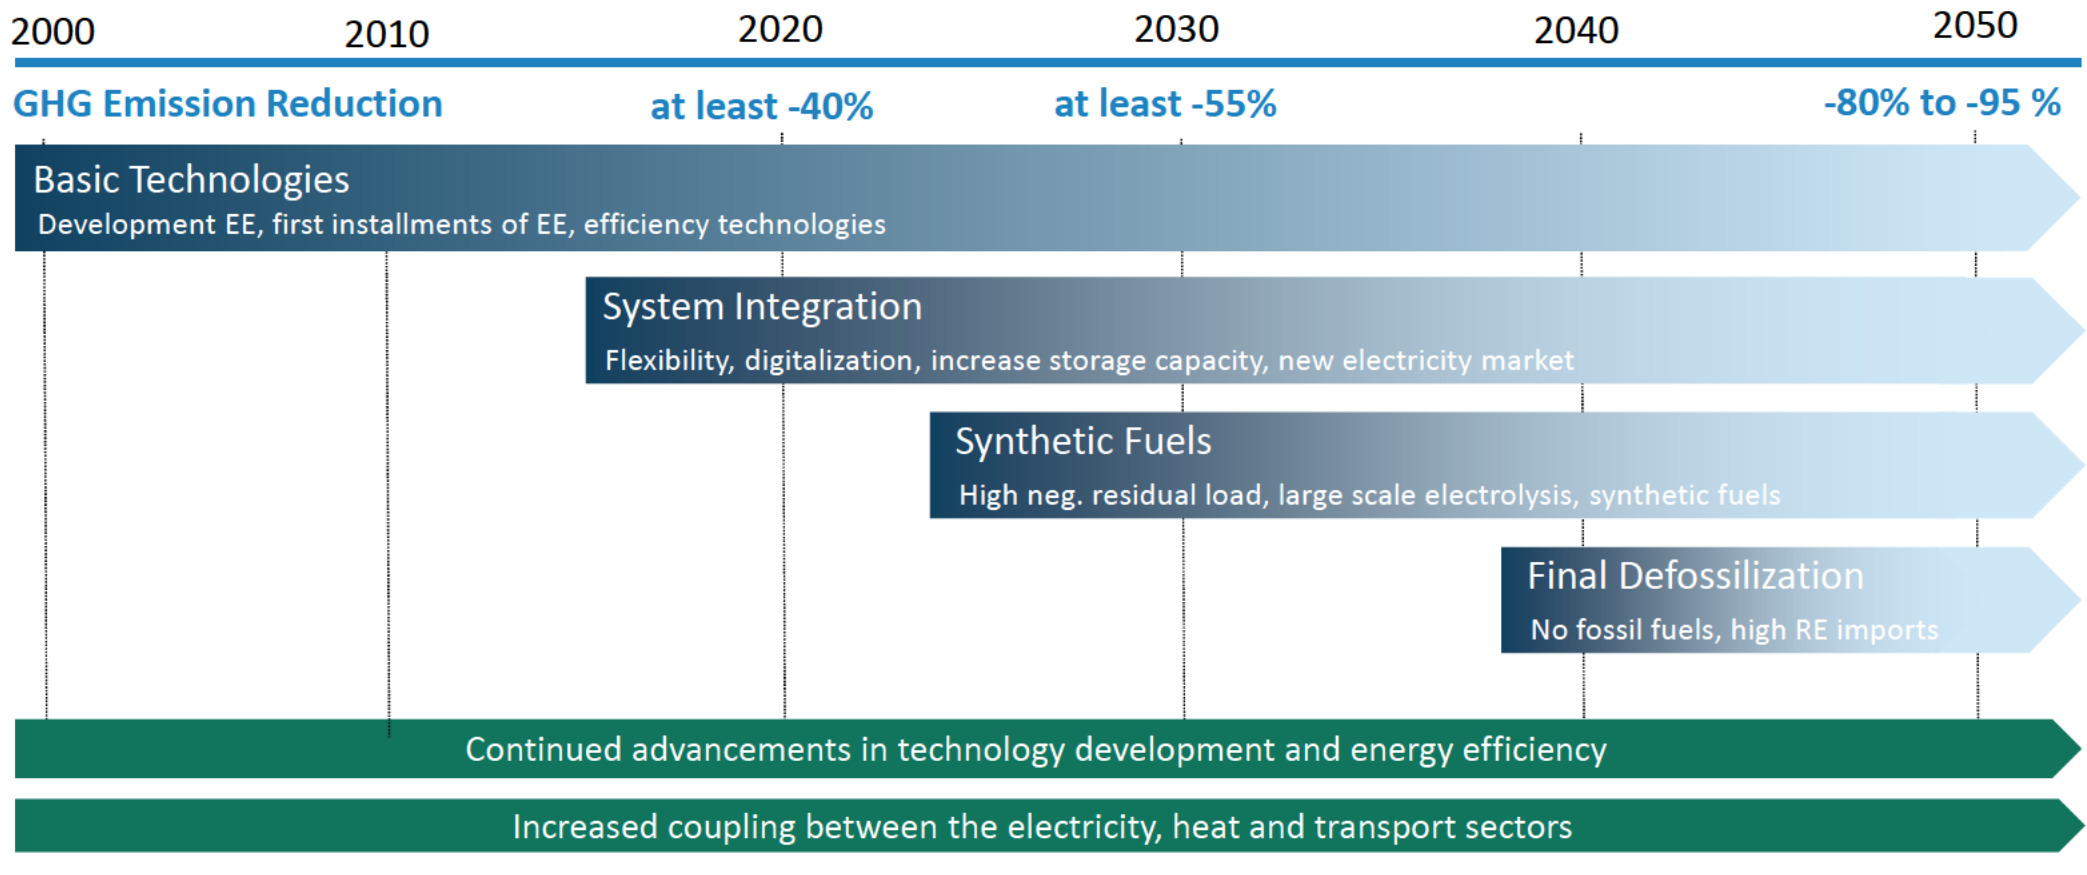 2000 2010 2020 2030 2040 2050
GHG Emission Reduction at least -40% at least -55% -80% to -95 %
Basic Technologies
Development EE, first installments of EE, efficiency technologies
System Integration
Flexibility, digitalization, increase storage capacity, new electricity market
Synthetic Fuels
High neg. residual load, large scale electrolysis, synthetic fuels
Final Defossilization
No fossil fuels, high RE imports
Continued advancements in technology development and energy efficiency
Increased coupling between the electricity, heat and transport sectors